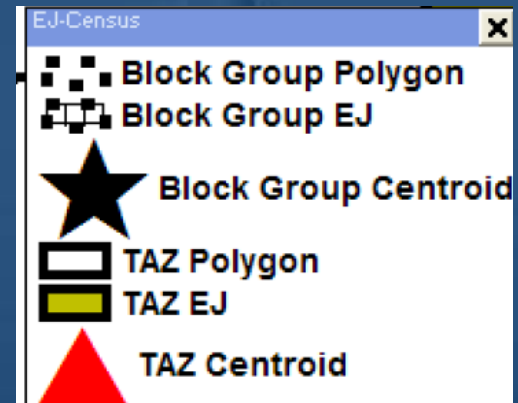 EJ-Census
Block Group Polygon
Block Group EJ
Block Group Centroid
TAZ Polygon
TAZ EJ
TAZ Centroid